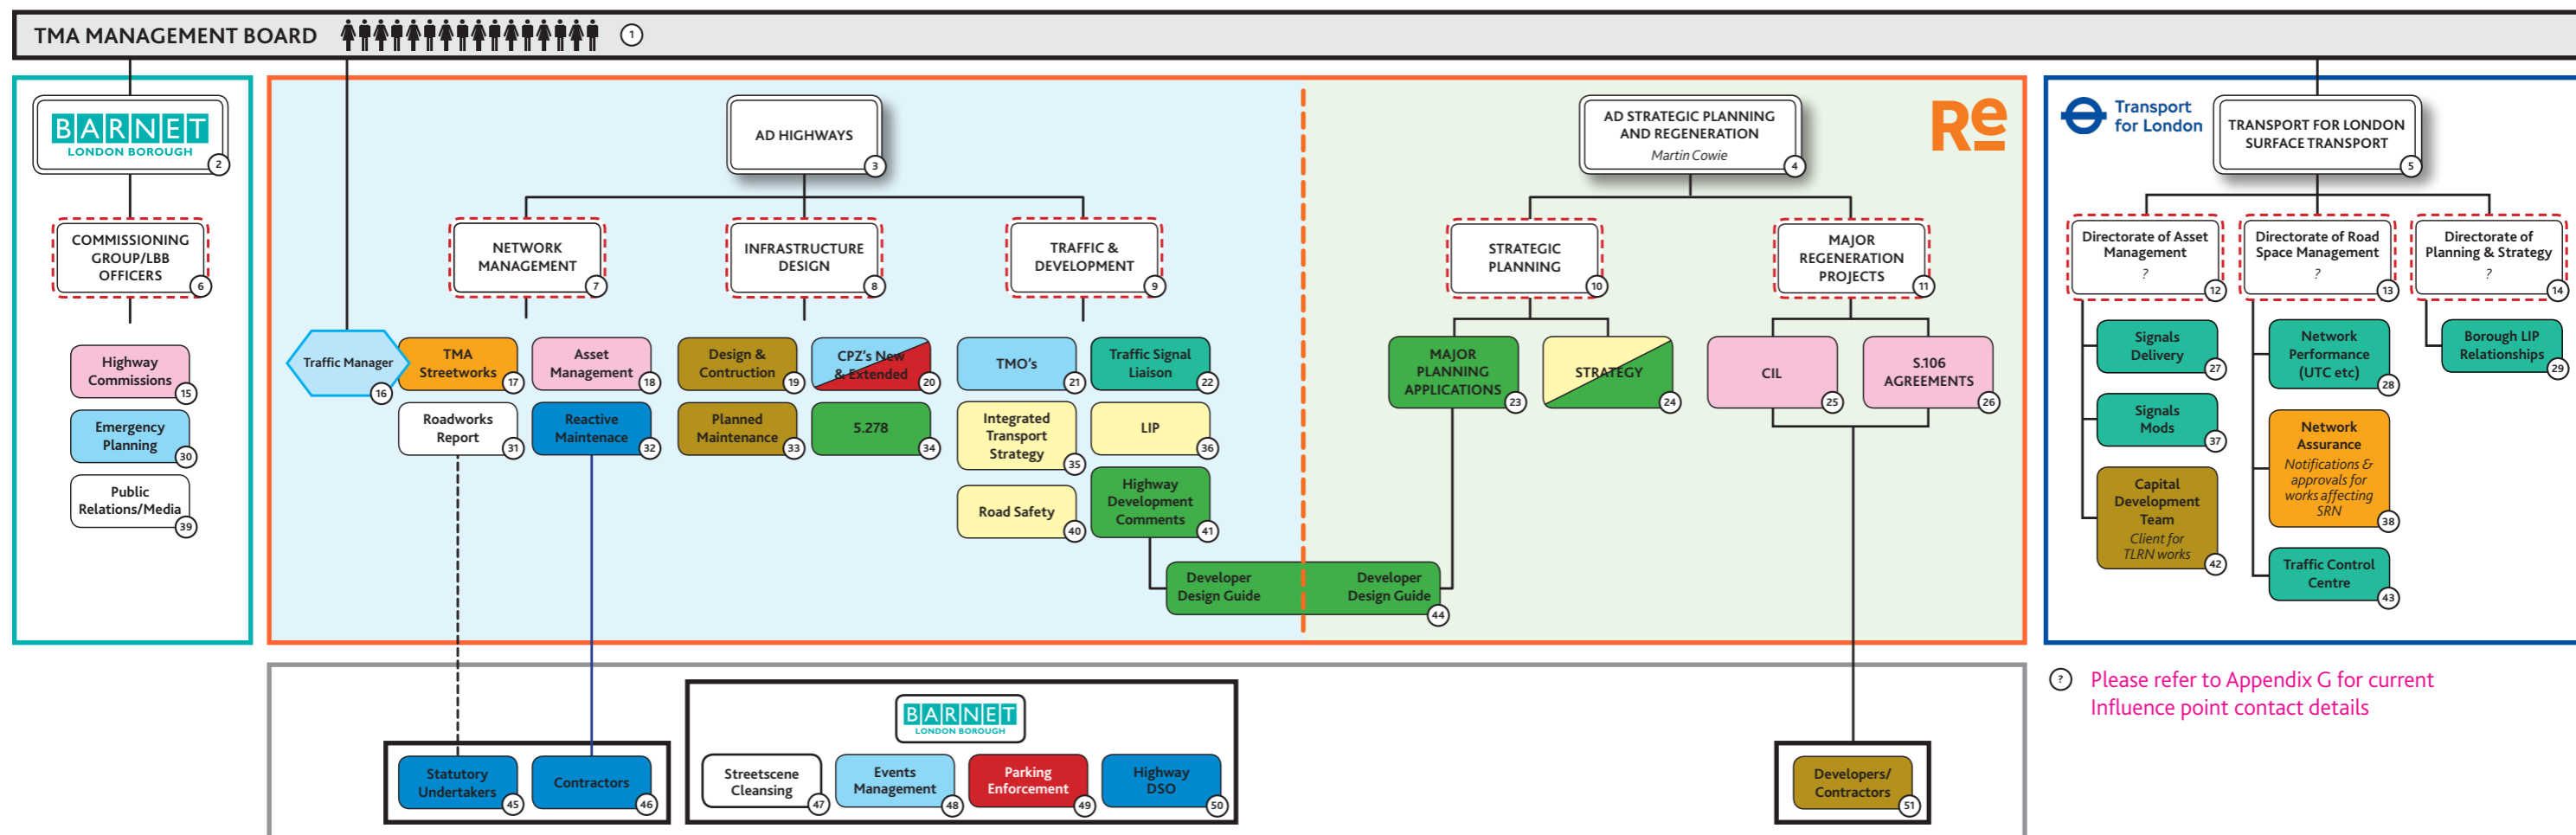 TMA MANAGEMENT BOARD
1
BARNET
LONDON BOROUGH
2
COMMISSIONING
GROUP/LBB
OFFICERS
6
Highway
Commissions
15
Emergency
Planning
30
Public
Relations/Media
39
AD HIGHWAYS
3
NETWORK
MANAGEMENT
7
INFRASTRUCTURE
DESIGN
8
TRAFFIC &
DEVELOPMENT
9
Traffic Manager
16
TMA
Streetworks
17
Asset
Management
18
Design &
Contruction
19
CPZ's New
& Extended
20
TMO's
21
Traffic Signal
Liaison
22
Roadworks
Report
31
Reactive
Maintenace
32
Planned
Maintenance
33
5.278
34
Integrated
Transport
Strategy
35
LIP
36
Road Safety
40
Highway
Development
Comments
41
Developer
Design Guide
Developer
Design Guide
44
Re
AD STRATEGIC PLANNING
AND REGENERATION
Martin Cowie
4
STRATEGIC
PLANNING
10
MAJOR
REGENERATION
PROJECTS
11
MAJOR
PLANNING
APPLICATIONS
23
STRATEGY
24
CIL
25
S.106
AGREEMENTS
26
Transport
for London
TRANSPORT FOR LONDON
SURFACE TRANSPORT
5
Directorate of Asset
Management
?
12
Directorate of Road
Space Management
?
13
Directorate of
Planning & Strategy
?
14
Signals
Delivery
27
Network
Performance
(UTC etc)
28
Borough LIP
Relationships
29
Signals
Mods
37
Network
Assurance
Notifications &
approvals for
works affecting
SRN
38
Capital
Development
Team
Client for
TLRN works
42
Traffic Control
Centre
43
? Please refer to Appendix G for current
Influence point contact details
Statutory
Undertakers
45
Contractors
46
BARNET
LONDON BOROUGH
Streetscene
Cleansing
47
Events
Management
48
Parking
Enforcement
49
Highway
DSO
50
Developers/
Contractors
51